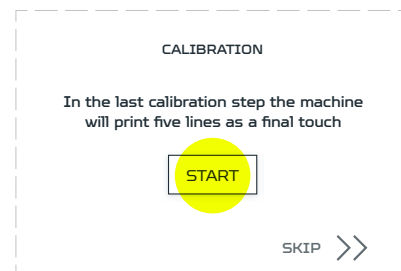 CALIBRATION
In the last calibration step the machine
will print five lines as a final touch
START
SKIP